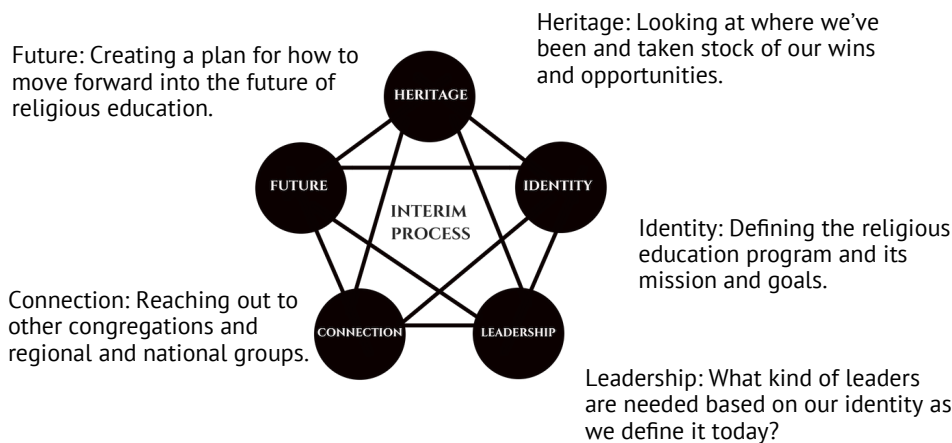 Heritage: Looking at where we've
been and taken stock of our wins
and opportunities.
Future: Creating a plan for how to
move forward into the future of
religious education.
HERITAGE
FUTURE
IDENTITY
INTERIM
PROCESS
Identity: Defining the religious
education program and its
mission and goals.
Connection: Reaching out to
other congregations and
regional and national groups.
CONNECTION
LEADERSHIP
Leadership: What kind of leaders
are needed based on our identity as
we define it today?